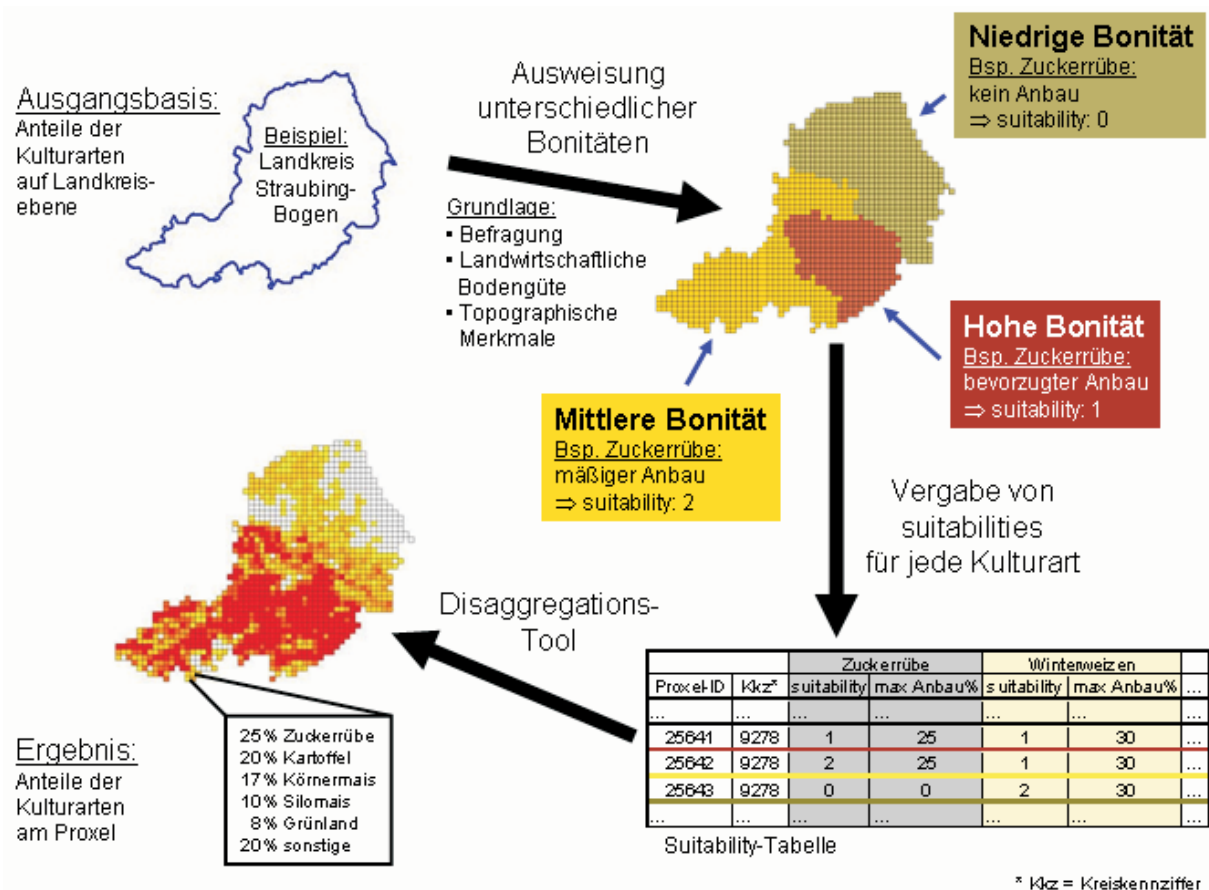 Ausgangsbasis:
Anteile der
Kulturarten
auf Landkreis-
ebene
Beispiel:
Landkreis
Straubing-
Bogen
Ausweisung
unterschiedlicher
Bonitäten
Grundlage:
▪ Befragung
▪ Landwirtschaftliche
Bodengüte
▪ Topographische
Merkmale
Niedrige Bonität
Bsp. Zuckerrübe:
kein Anbau
⇒ suitability: 0
Hohe Bonität
Bsp. Zuckerrübe:
bevorzugter Anbau
⇒ suitability: 1
Mittlere Bonität
Bsp. Zuckerrübe:
mäßiger Anbau
⇒ suitability: 2
Vergabe von
suitabilities
für jede Kulturart
Disaggregations-
Tool
Zuckerrübe Winterweizen ...
Proxel-ID Kkz* suitability max Anbau% suitability max Anbau% ...
... ... ... ... ...
25641 9278 1 25 1 30 ...
25642 9278 2 25 1 30 ...
25643 9278 0 0 2 30 ...
... ... ... ... ... ...
Suitability-Tabelle
* Kkz = Kreiskennziffer
Ergebnis:
Anteile der
Kulturarten
am Proxel
25% Zuckerrübe
20% Kartoffel
17% Körnermais
10% Silomais
8% Grünland
20% sonstige